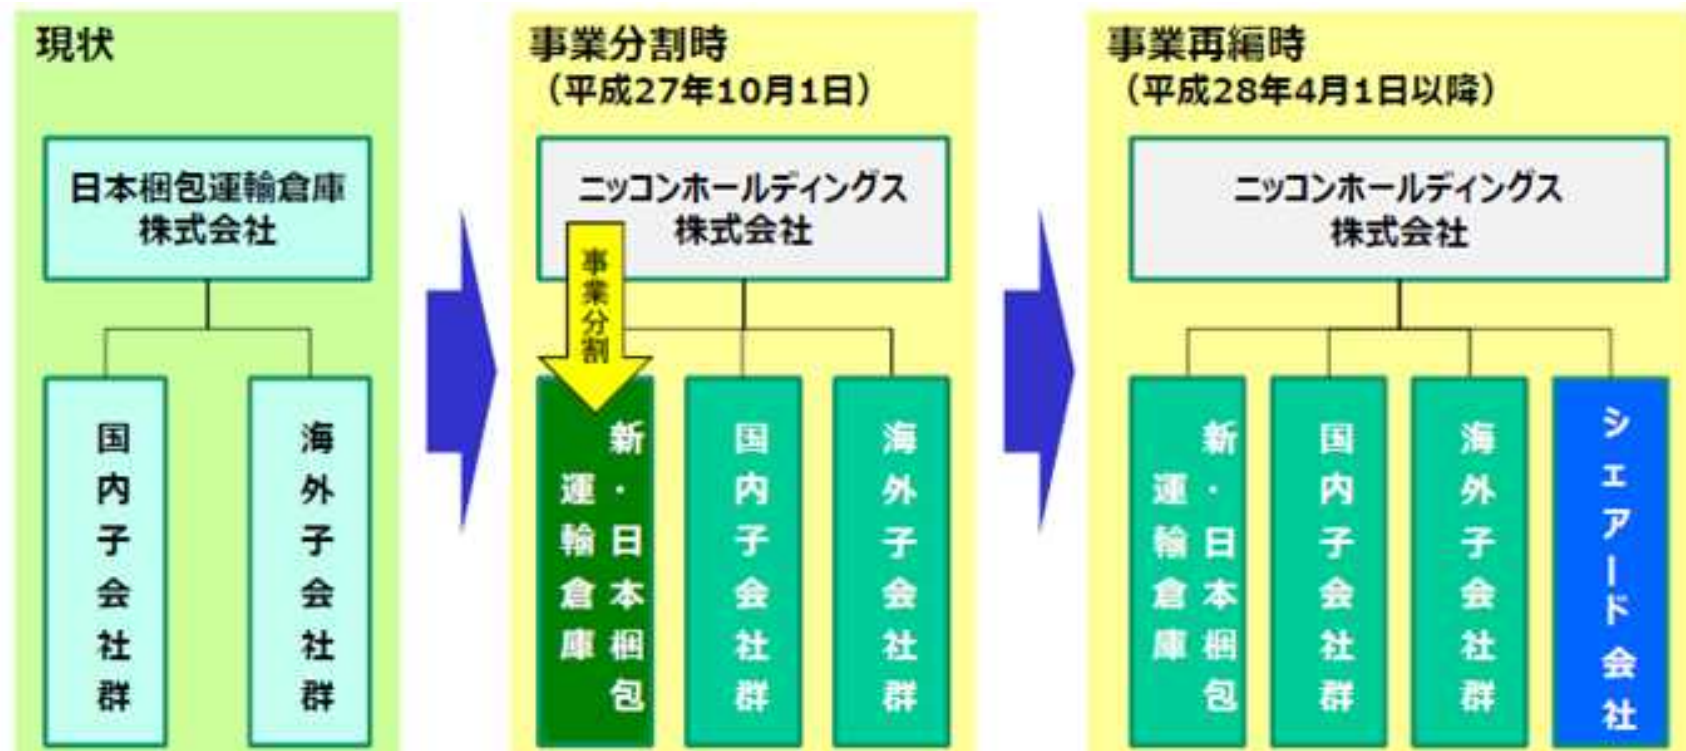 現状
日本梱包運輸倉庫
株式会社
国内子会社群
海外子会社群
事業分割時
（平成27年10月1日）
ニッコンホールディングス
株式会社
事業分割
新・日本梱包
運輸倉庫
国内子会社群
海外子会社群
事業再編時
（平成28年4月1日以降）
ニッコンホールディングス
株式会社
新・日本梱包
運輸倉庫
国内子会社群
海外子会社群
シェアード会社